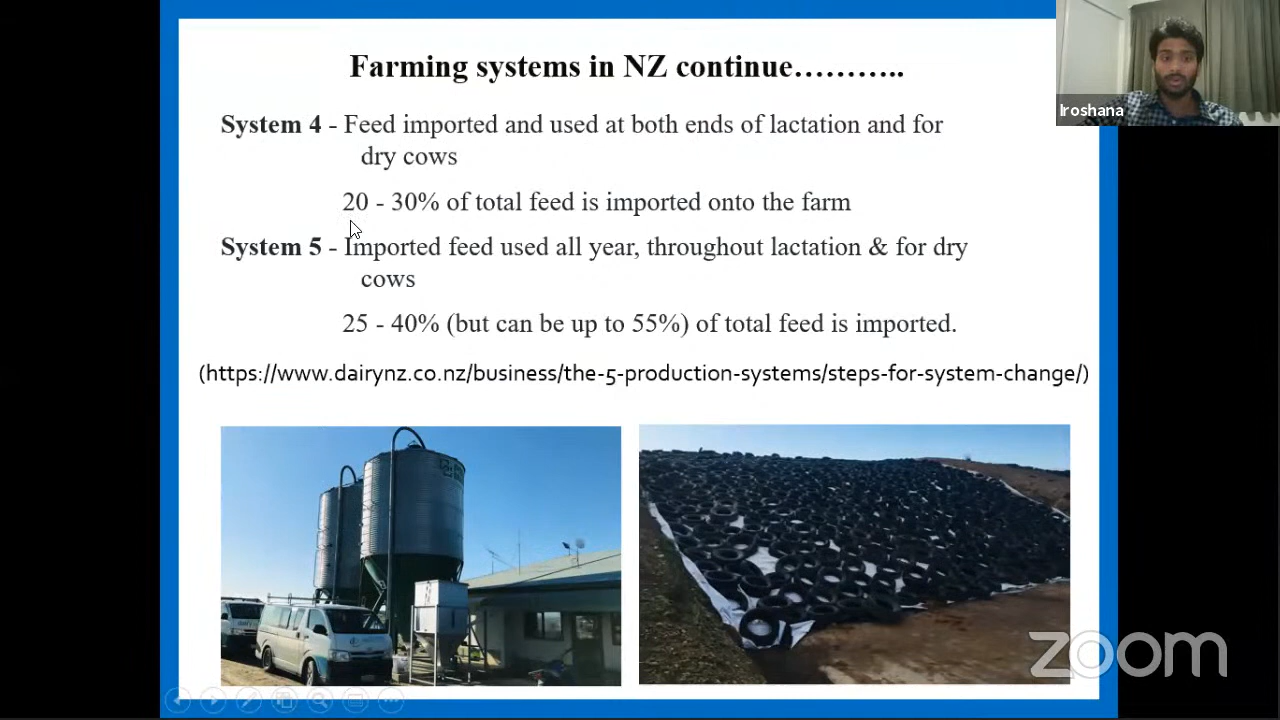 Farming systems in NZ continue………..
Iroshana
System 4 - Feed imported and used at both ends of lactation and for
dry cows
20 - 30% of total feed is imported onto the farm
System 5 - Imported feed used all year, throughout lactation & for dry
cows
25 - 40% (but can be up to 55%) of total feed is imported.
(https://www.dairynz.co.nz/business/the-5-production-systems/steps-for-system-change/)
zoom